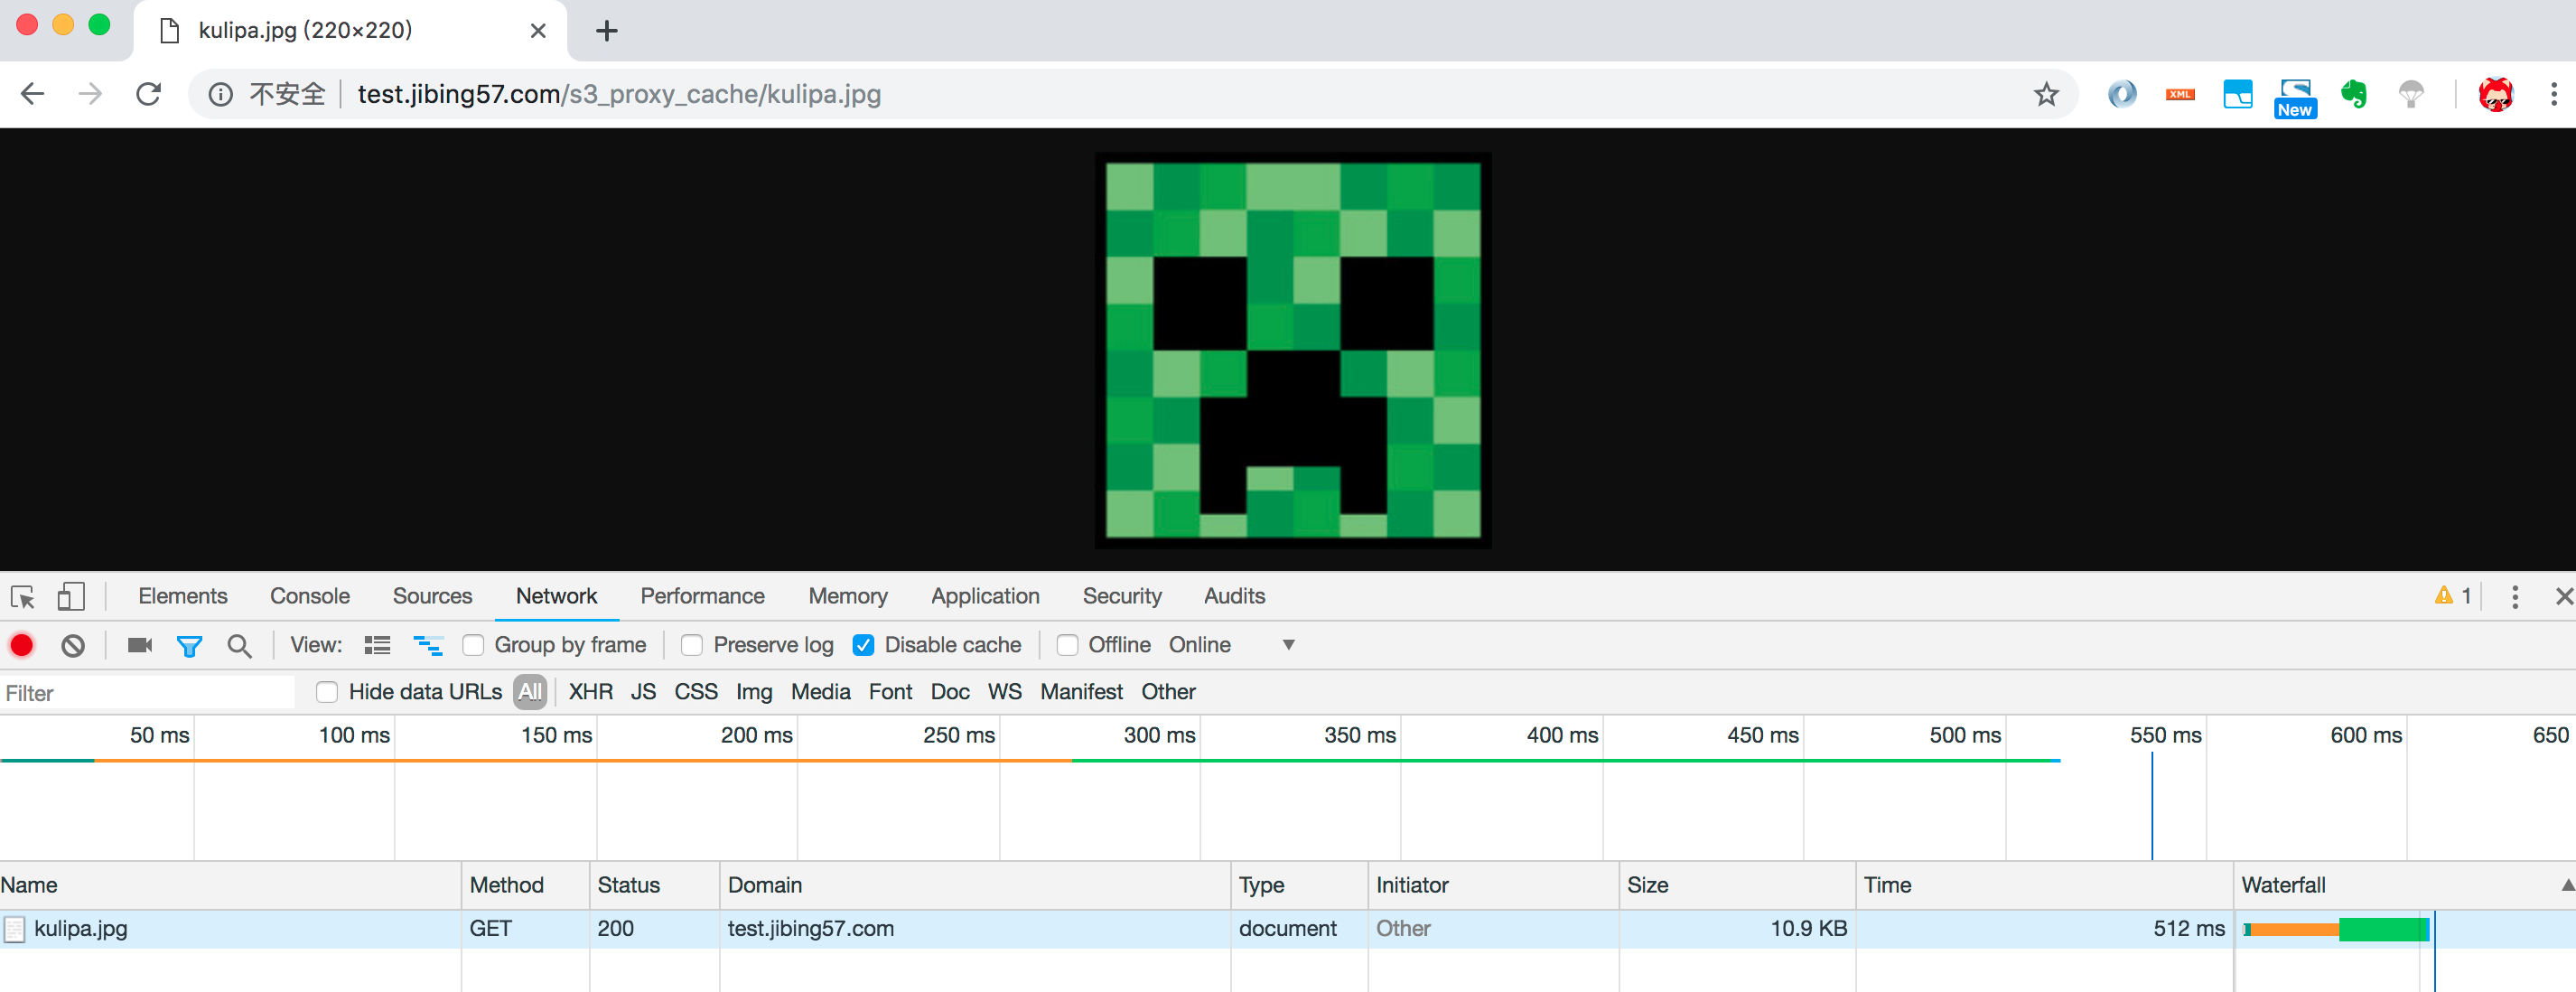 kulipa.jpg (220×220)
不安全 test.jibing57.com/s3_proxy_cache/kulipa.jpg
XML
New
Elements Console Sources Network Performance Memory Application Security Audits 1
View: Group by frame Preserve log Disable cache Offline Online
Filter Hide data URLs All XHR JS CSS Img Media Font Doc WS Manifest Other
50 ms 100 ms 150 ms 200 ms 250 ms 300 ms 350 ms 400 ms 450 ms 500 ms 550 ms 600 ms 650
Name Method Status Domain Type Initiator Size Time Waterfall
kulipa.jpg GET 200 test.jibing57.com document Other 10.9 KB 512 ms